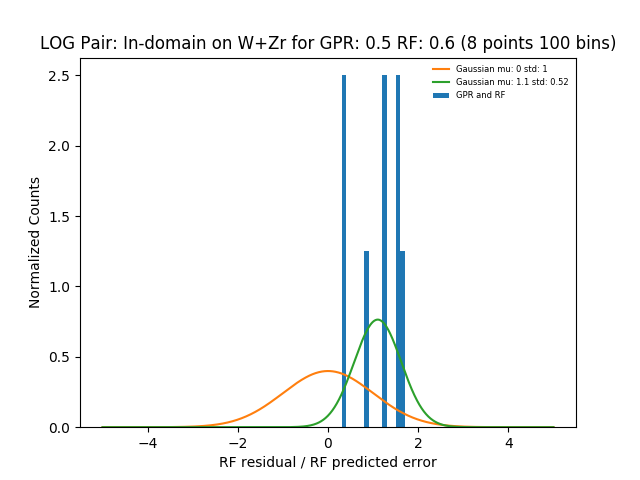 LOG Pair: In-domain on W+Zr for GPR: 0.5 RF: 0.6 (8 points 100 bins)
Gaussian mu: 0 std: 1
Gaussian mu: 1.1 std: 0.52
GPR and RF
Normalized Counts
2.5
2.0
1.5
1.0
0.5
0.0
−4
−2
0
2
4
RF residual / RF predicted error